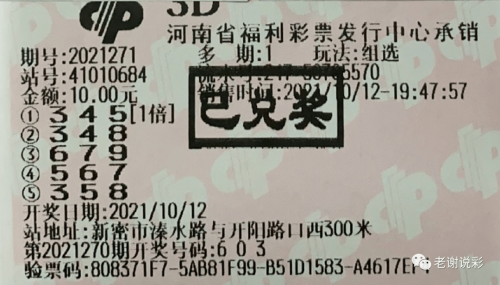 3D
河南省福利彩票发行中心承销
期号:2021271 多 期:1 玩法:组选
站号:41010684
金额:10.00元 销售时间:2021/10/12-19:47:57
已兑奖
①345[1倍]
②348
③679
④567
⑤358
开奖日期:2021/10/12
站地址:新密市溱水路与开阳路口西300米
第2021270期开奖号码:603
验票码:808371F7-5AB81F99-B51D1583-
老谢说彩